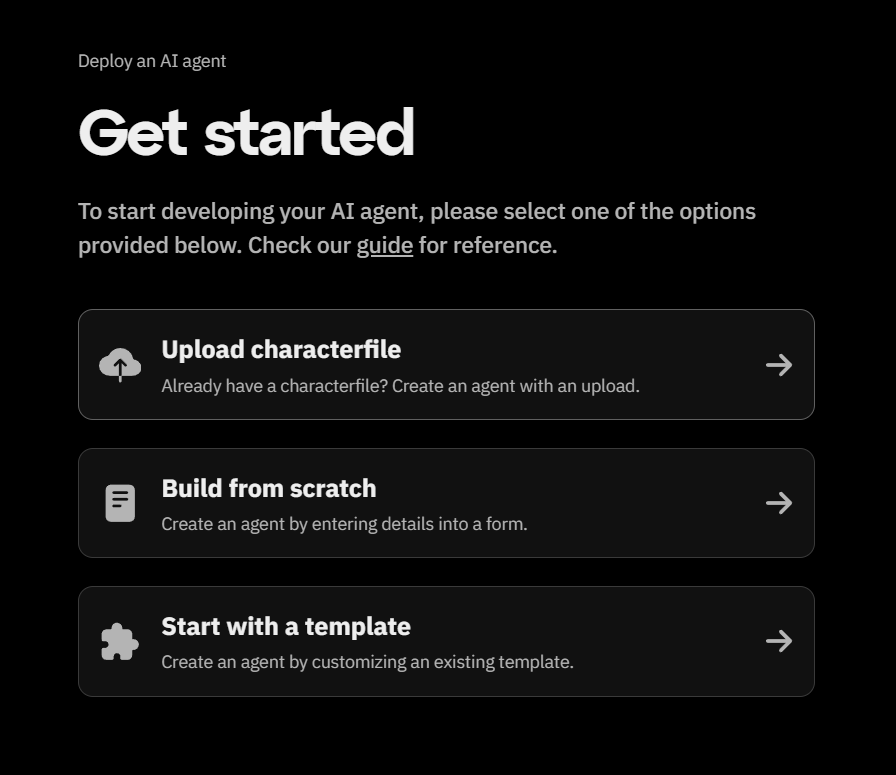 Deploy an AI agent
Get started
To start developing your AI agent, please select one of the options
provided below. Check our guide for reference.
Upload characterfile
Already have a characterfile? Create an agent with an upload.
Build from scratch
Create an agent by entering details into a form.
Start with a template
Create an agent by customizing an existing template.